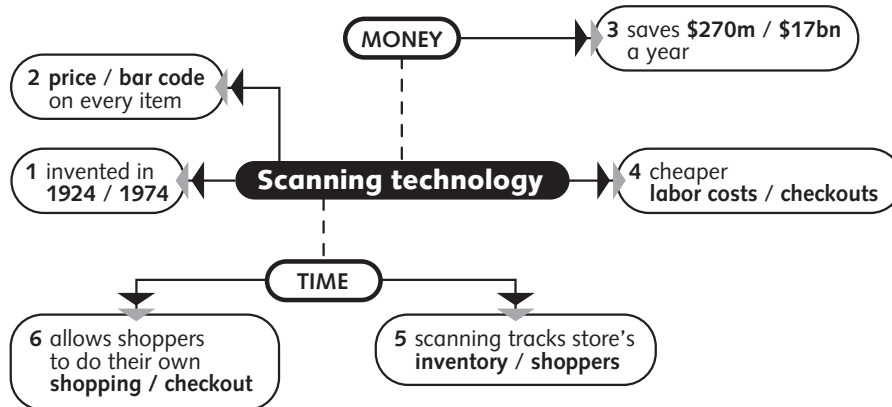 MONEY
3 saves $270m / $17bn
a year
2 price / bar code
on every item
1 invented in
1924 / 1974
Scanning technology
4 cheaper
labor costs / checkouts
TIME
6 allows shoppers
to do their own
shopping / checkout
5 scanning tracks store's
inventory / shoppers